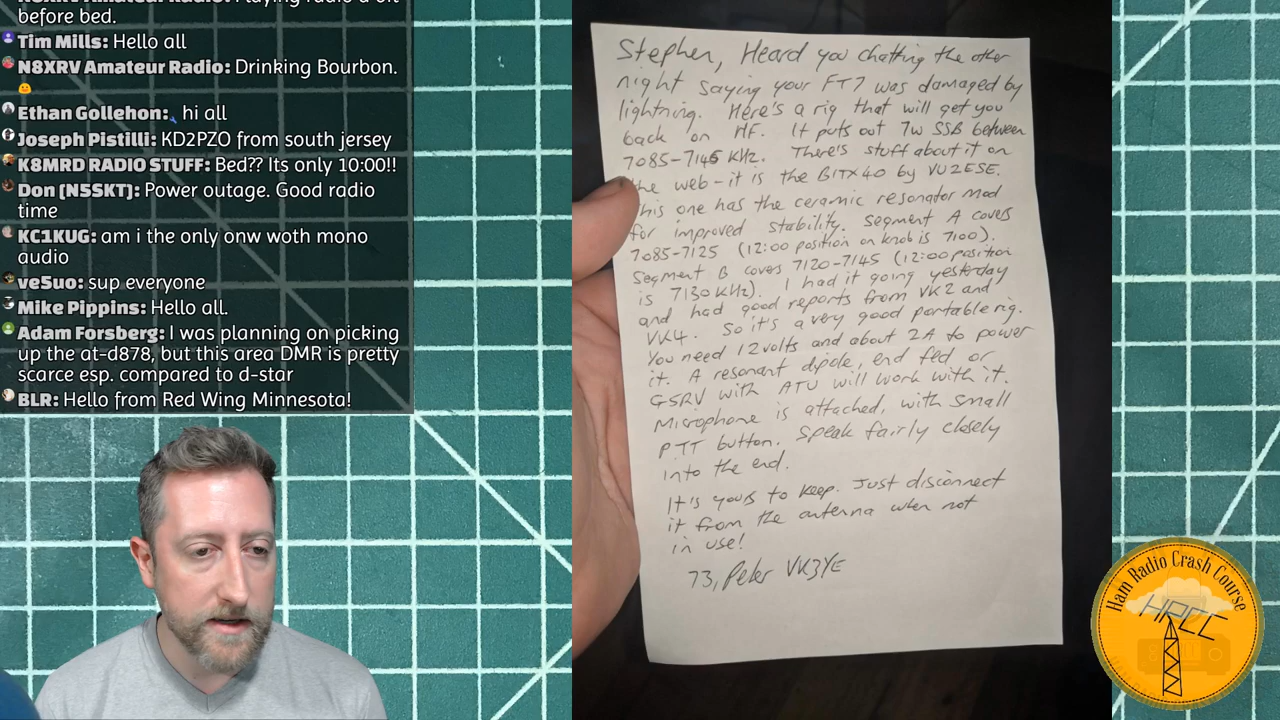 before bed.
Tim Mills: Hello all
N8XRV Amateur Radio: Drinking Bourbon.
Ethan Gollehon: hi all
Joseph Pistilli: KD2PZO from south jersey
K8MRD RADIO STUFF: Bed?? Its only 10:00!!
Don (N5SKT): Power outage. Good radio
time
KC1KUG: am i the only onw woth mono
audio
ve5uo: sup everyone
Mike Pippins: Hello all.
Adam Forsberg: I was planning on picking
up the at-d878, but this area DMR is pretty
scarce esp. compared to d-star
BLR: Hello from Red Wing Minnesota!
Stephen, Heard you chatting the other
night saying your FT7 was damaged by
lightning. Here's a rig that will get you
back on HF. It puts out 7w SSB between
7085-7145 KHz. There's stuff about it on
the web - it is the BITX40 by VU2ESE.
This one has the ceramic resonator mod
for improved stability. Segment A covers
7085-7125 (12:00 position on knob is 7100).
Segment B covers 7120-7145 (12:00 position
is 7130 KHz). I had it going yesterday
and had good reports from VK2 and
VK4. So it's a very good portable rig.
You need 12 volts and about 2A to power
it. A resonant dipole, end fed or
G5RV with ATU will work with it.
Microphone is attached, with small
PTT button. Speak fairly closely
into the end.
It's yours to keep. Just disconnect
it from the antenna when not
in use!
73, Peter VK3YE
Ham Radio Crash Course
HRCC